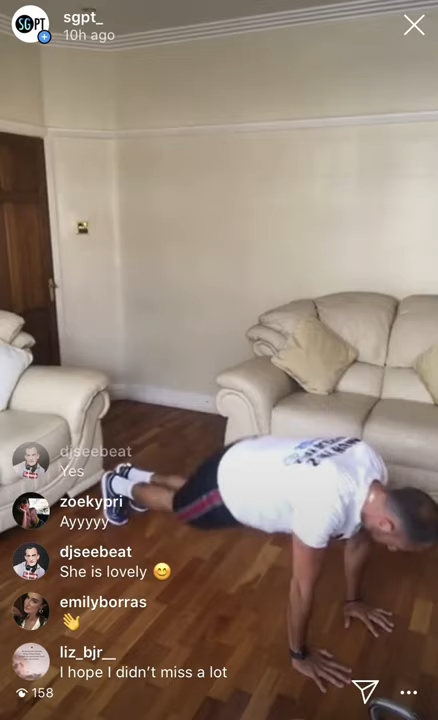 SGPT
sgpt_
10h ago
djseebeat
Yes
zoekypri
Ayyyyy
djseebeat
She is lovely 😊
emilyborras
👋
liz_bjr__
I hope I didn't miss a lot
158